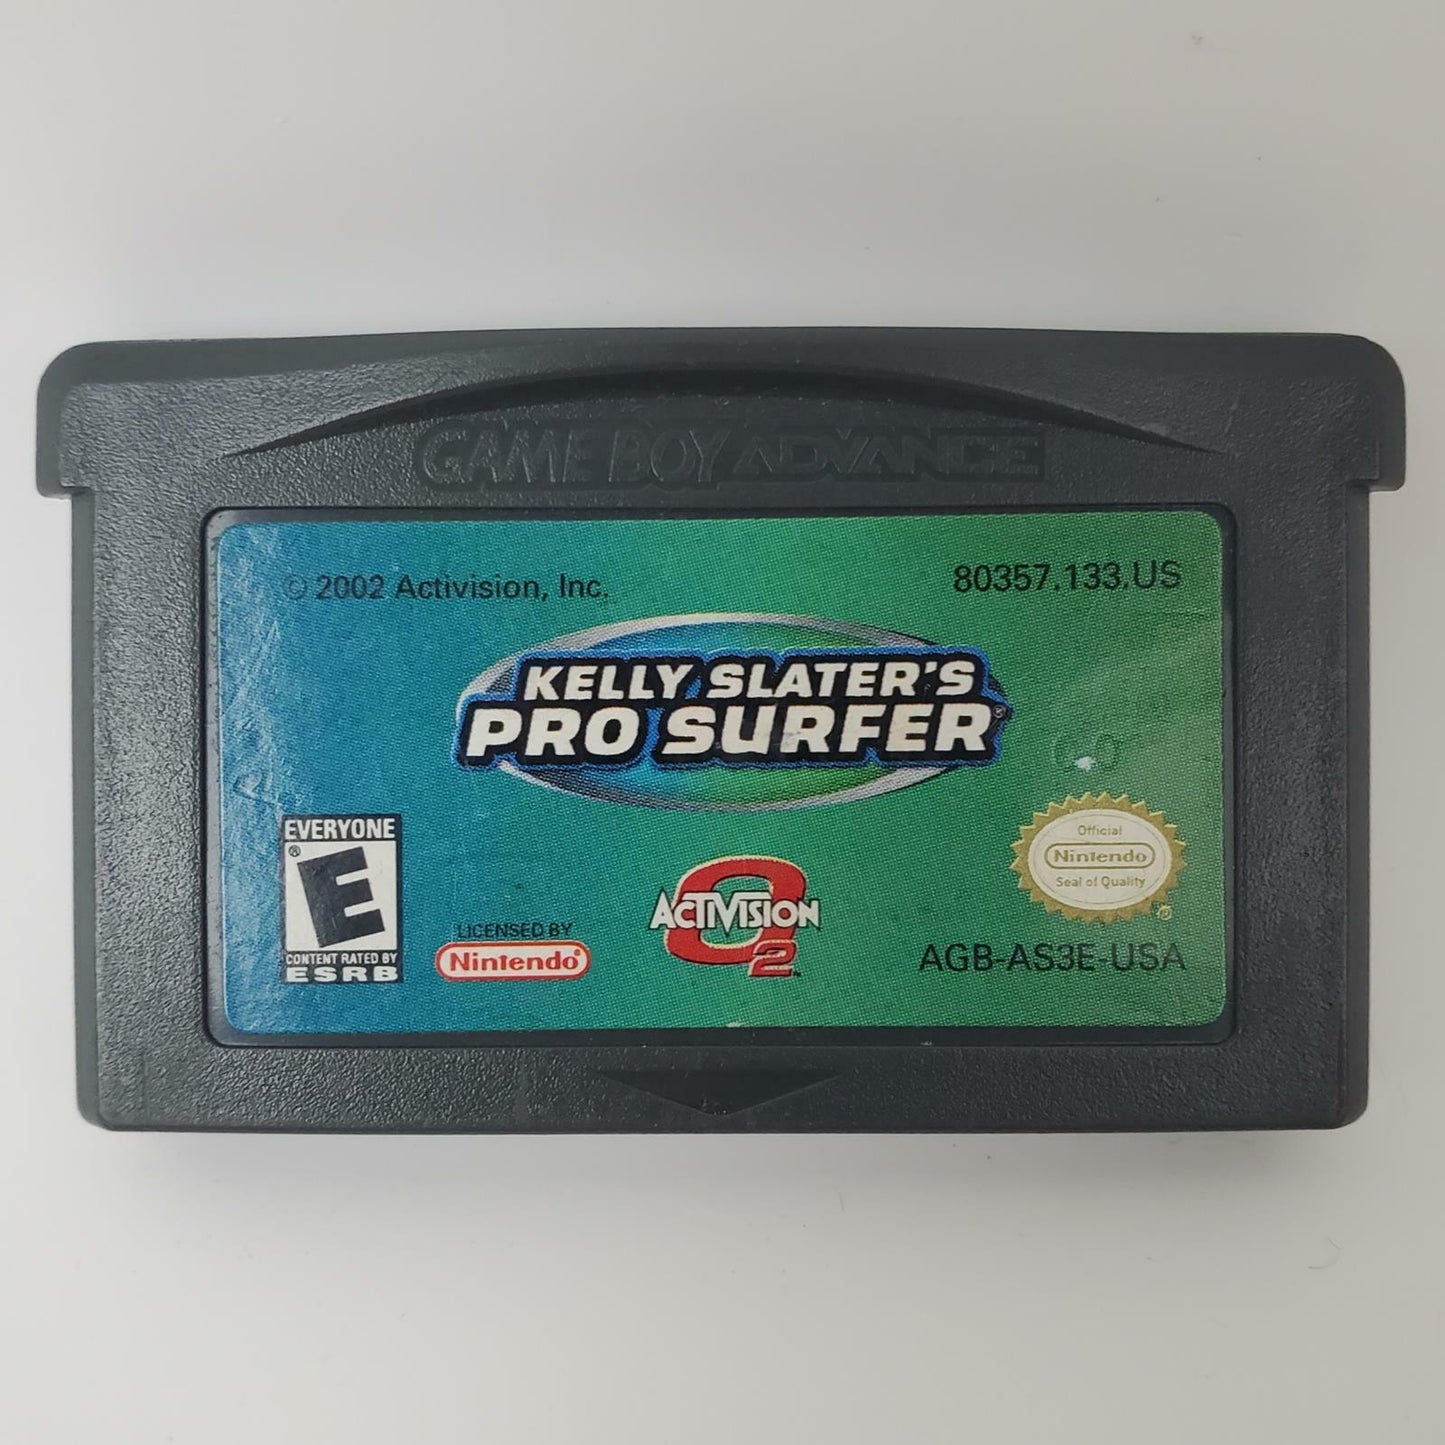 GAME BOY ADVANCE
© 2002 Activision, Inc.
80357.133.US
KELLY SLATER'S
PRO SURFER®
EVERYONE
® E
CONTENT RATED BY
ESRB
LICENSED BY
Nintendo®
ACTIVISION
O2™
Official
Nintendo
Seal of Quality
®
AGB-AS3E-USA